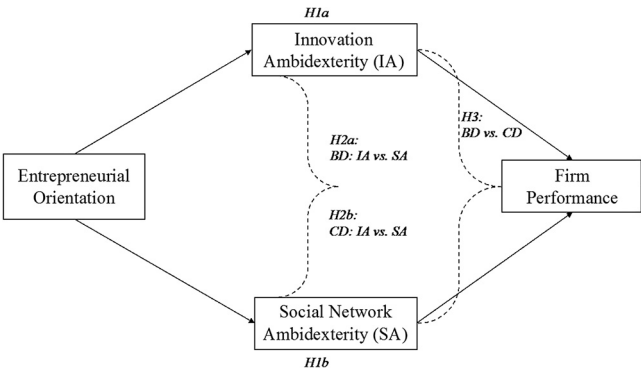 H1a
Innovation
Ambidexterity (IA)
H3:
BD vs. CD
H2a:
BD: IA vs. SA
Entrepreneurial
Orientation
Firm
Performance
H2b:
CD: IA vs. SA
Social Network
Ambidexterity (SA)
H1b